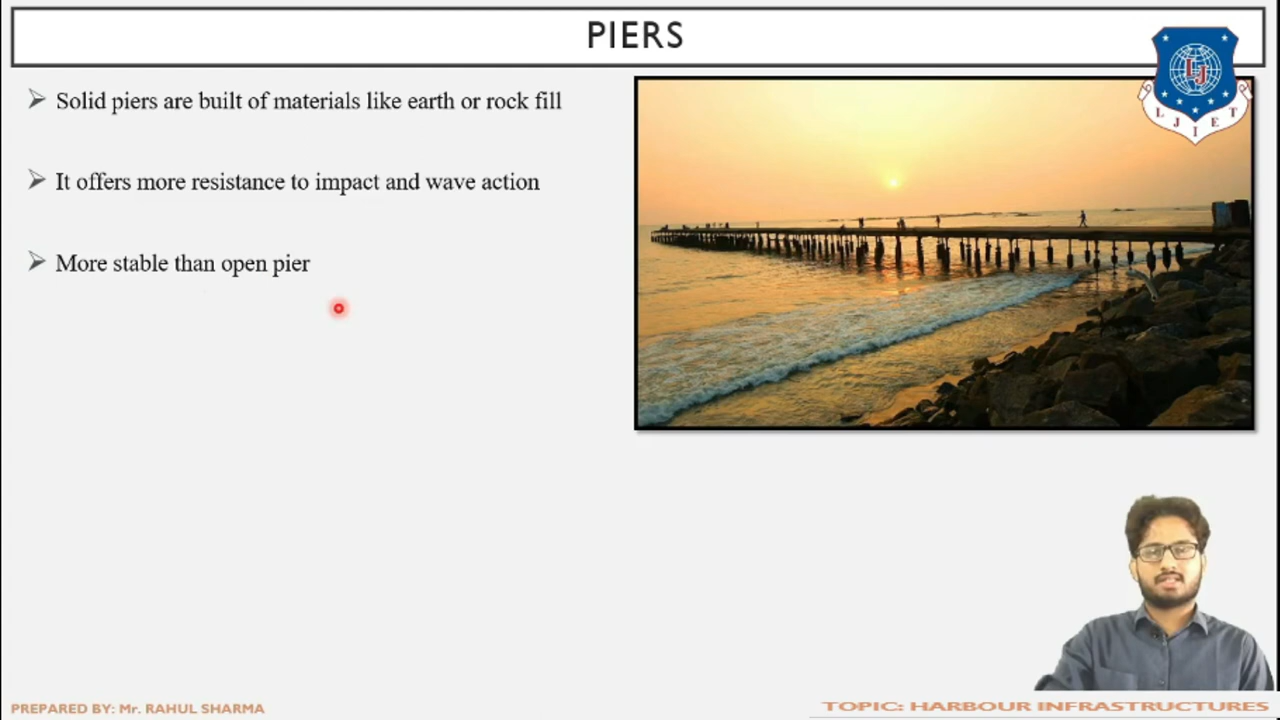 PIERS
Solid piers are built of materials like earth or rock fill
It offers more resistance to impact and wave action
More stable than open pier
L J I E T
PREPARED BY: Mr. RAHUL SHARMA
TOPIC: HARBOUR INFRASTRUCTURES